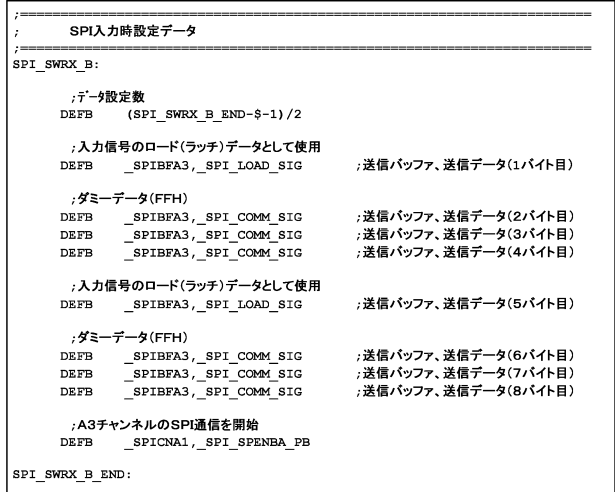 ;=====================================================================
;       SPI入力時設定データ
;=====================================================================
SPI_SWRX_B:
;ﾃﾞｰﾀ設定数
DEFB    (SPI_SWRX_B_END-$-1)/2
;入力信号のロード(ラッチ)データとして使用
DEFB    _SPIBFA3,_SPI_LOAD_SIG    ;送信バッファ、送信データ(1バイト目)
;ダミーデータ(FFH)
DEFB    _SPIBFA3,_SPI_COMM_SIG    ;送信バッファ、送信データ(2バイト目)
DEFB    _SPIBFA3,_SPI_COMM_SIG    ;送信バッファ、送信データ(3バイト目)
DEFB    _SPIBFA3,_SPI_COMM_SIG    ;送信バッファ、送信データ(4バイト目)
;入力信号のロード(ラッチ)データとして使用
DEFB    _SPIBFA3,_SPI_LOAD_SIG    ;送信バッファ、送信データ(5バイト目)
;ダミーデータ(FFH)
DEFB    _SPIBFA3,_SPI_COMM_SIG    ;送信バッファ、送信データ(6バイト目)
DEFB    _SPIBFA3,_SPI_COMM_SIG    ;送信バッファ、送信データ(7バイト目)
DEFB    _SPIBFA3,_SPI_COMM_SIG    ;送信バッファ、送信データ(8バイト目)
;A3チャンネルのSPI通信を開始
DEFB    _SPICNA1,_SPI_SPENBA_PB
SPI_SWRX_B_END: